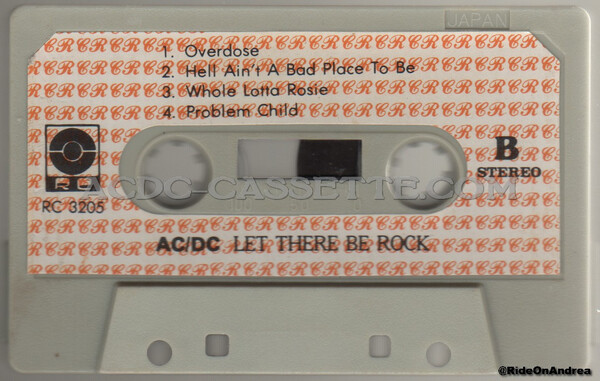 JAPAN
1. Overdose
2. Hell Ain't A Bad Place To Be
3. Whole Lotta Rosie
4. Problem Child
B
STEREO
RC
RC 3205
ACDC-CASSETTE.COM
AC/DC LET THERE BE ROCK
@RideOnAndrea